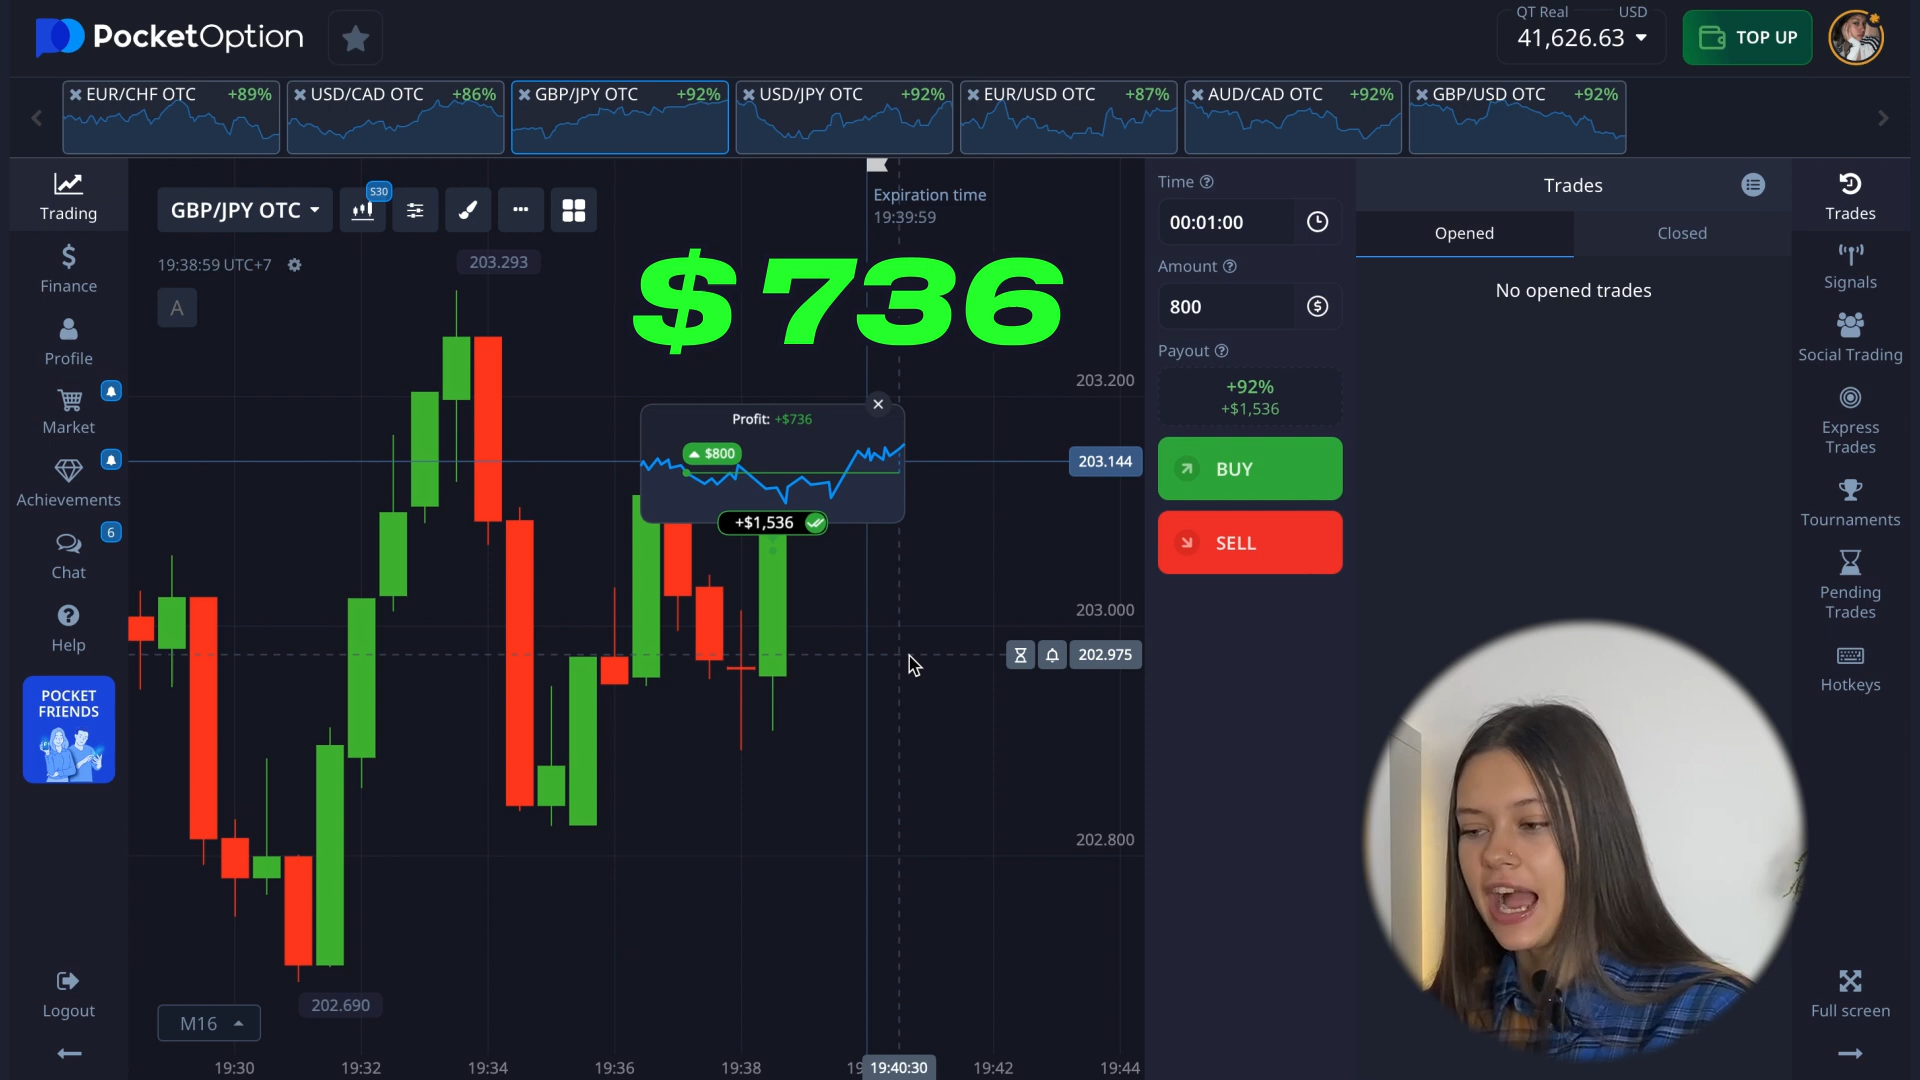 PocketOption
QT Real USD
41,626.63
TOP UP
EUR/CHF OTC +89%
USD/CAD OTC +86%
GBP/JPY OTC +92%
USD/JPY OTC +92%
EUR/USD OTC +87%
AUD/CAD OTC +92%
GBP/USD OTC +92%
Trading
Finance
Profile
Market
Achievements
6
Chat
Help
POCKET
FRIENDS
Logout
GBP/JPY OTC
S30
19:38:59 UTC+7
A
203.293
Expiration time
19:39:59
$736
203.200
Profit: +$736
$800
+$1,536
203.144
203.000
202.975
202.800
202.690
M16
19:30
19:32
19:34
19:36
19:38
19
19:40:30
19:42
19:44
Time
00:01:00
Amount
800
$
Payout
+92%
+$1,536
BUY
SELL
Trades
Opened
Closed
No opened trades
Trades
Signals
Social Trading
Express
Trades
Tournaments
Pending
Trades
Hotkeys
Full screen